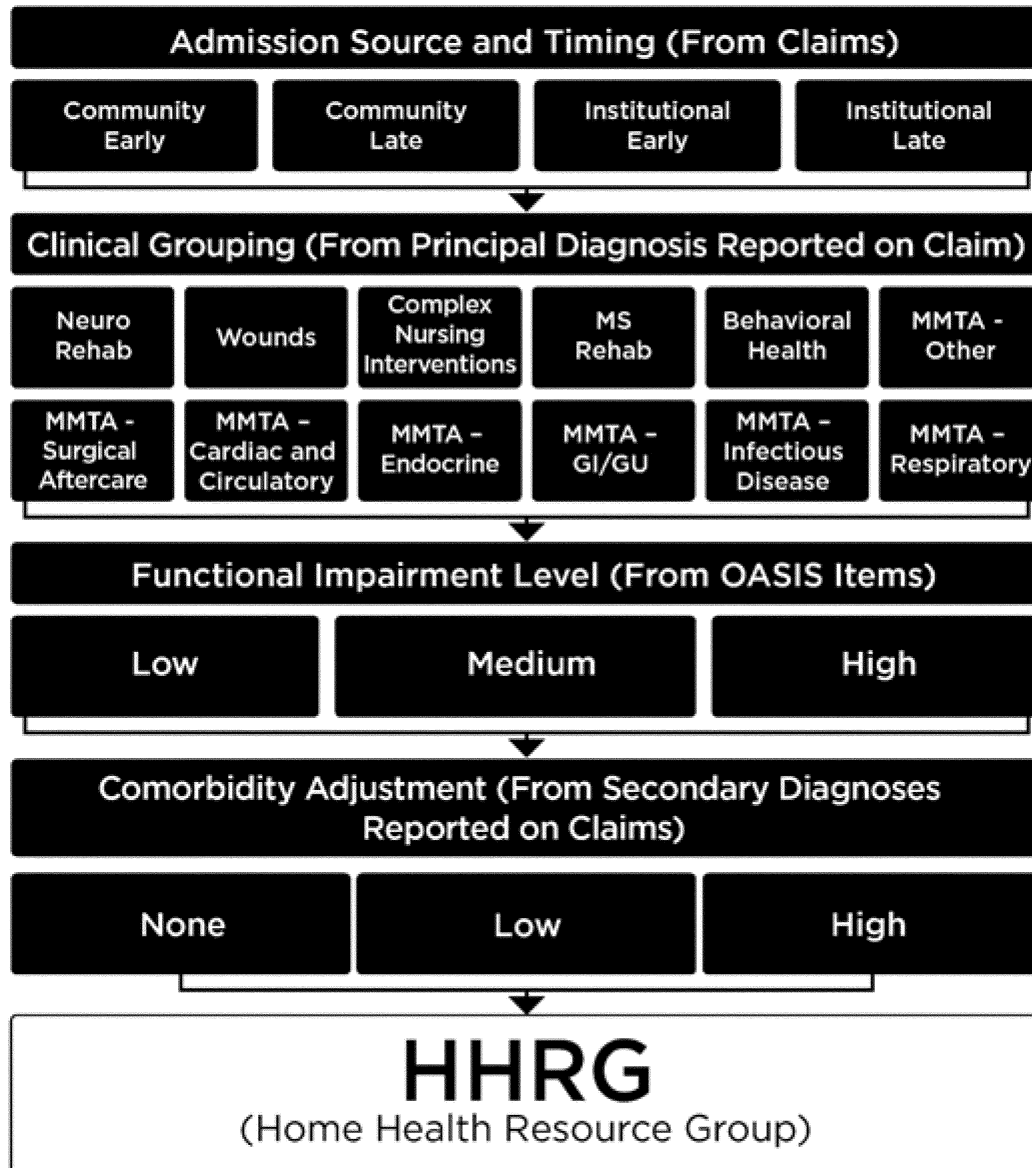 Admission Source and Timing (From Claims)
Community
Early
Community
Late
Institutional
Early
Institutional
Late
Clinical Grouping (From Principal Diagnosis Reported on Claim)
Neuro
Rehab
Wounds
Complex
Nursing
Interventions
MS
Rehab
Behavioral
Health
MMTA -
Other
MMTA -
Surgical
Aftercare
MMTA –
Cardiac and
Circulatory
MMTA –
Endocrine
MMTA –
GI/GU
MMTA –
Infectious
Disease
MMTA –
Respiratory
Functional Impairment Level (From OASIS Items)
Low
Medium
High
Comorbidity Adjustment (From Secondary Diagnoses
Reported on Claims)
None
Low
High
HHRG
(Home Health Resource Group)